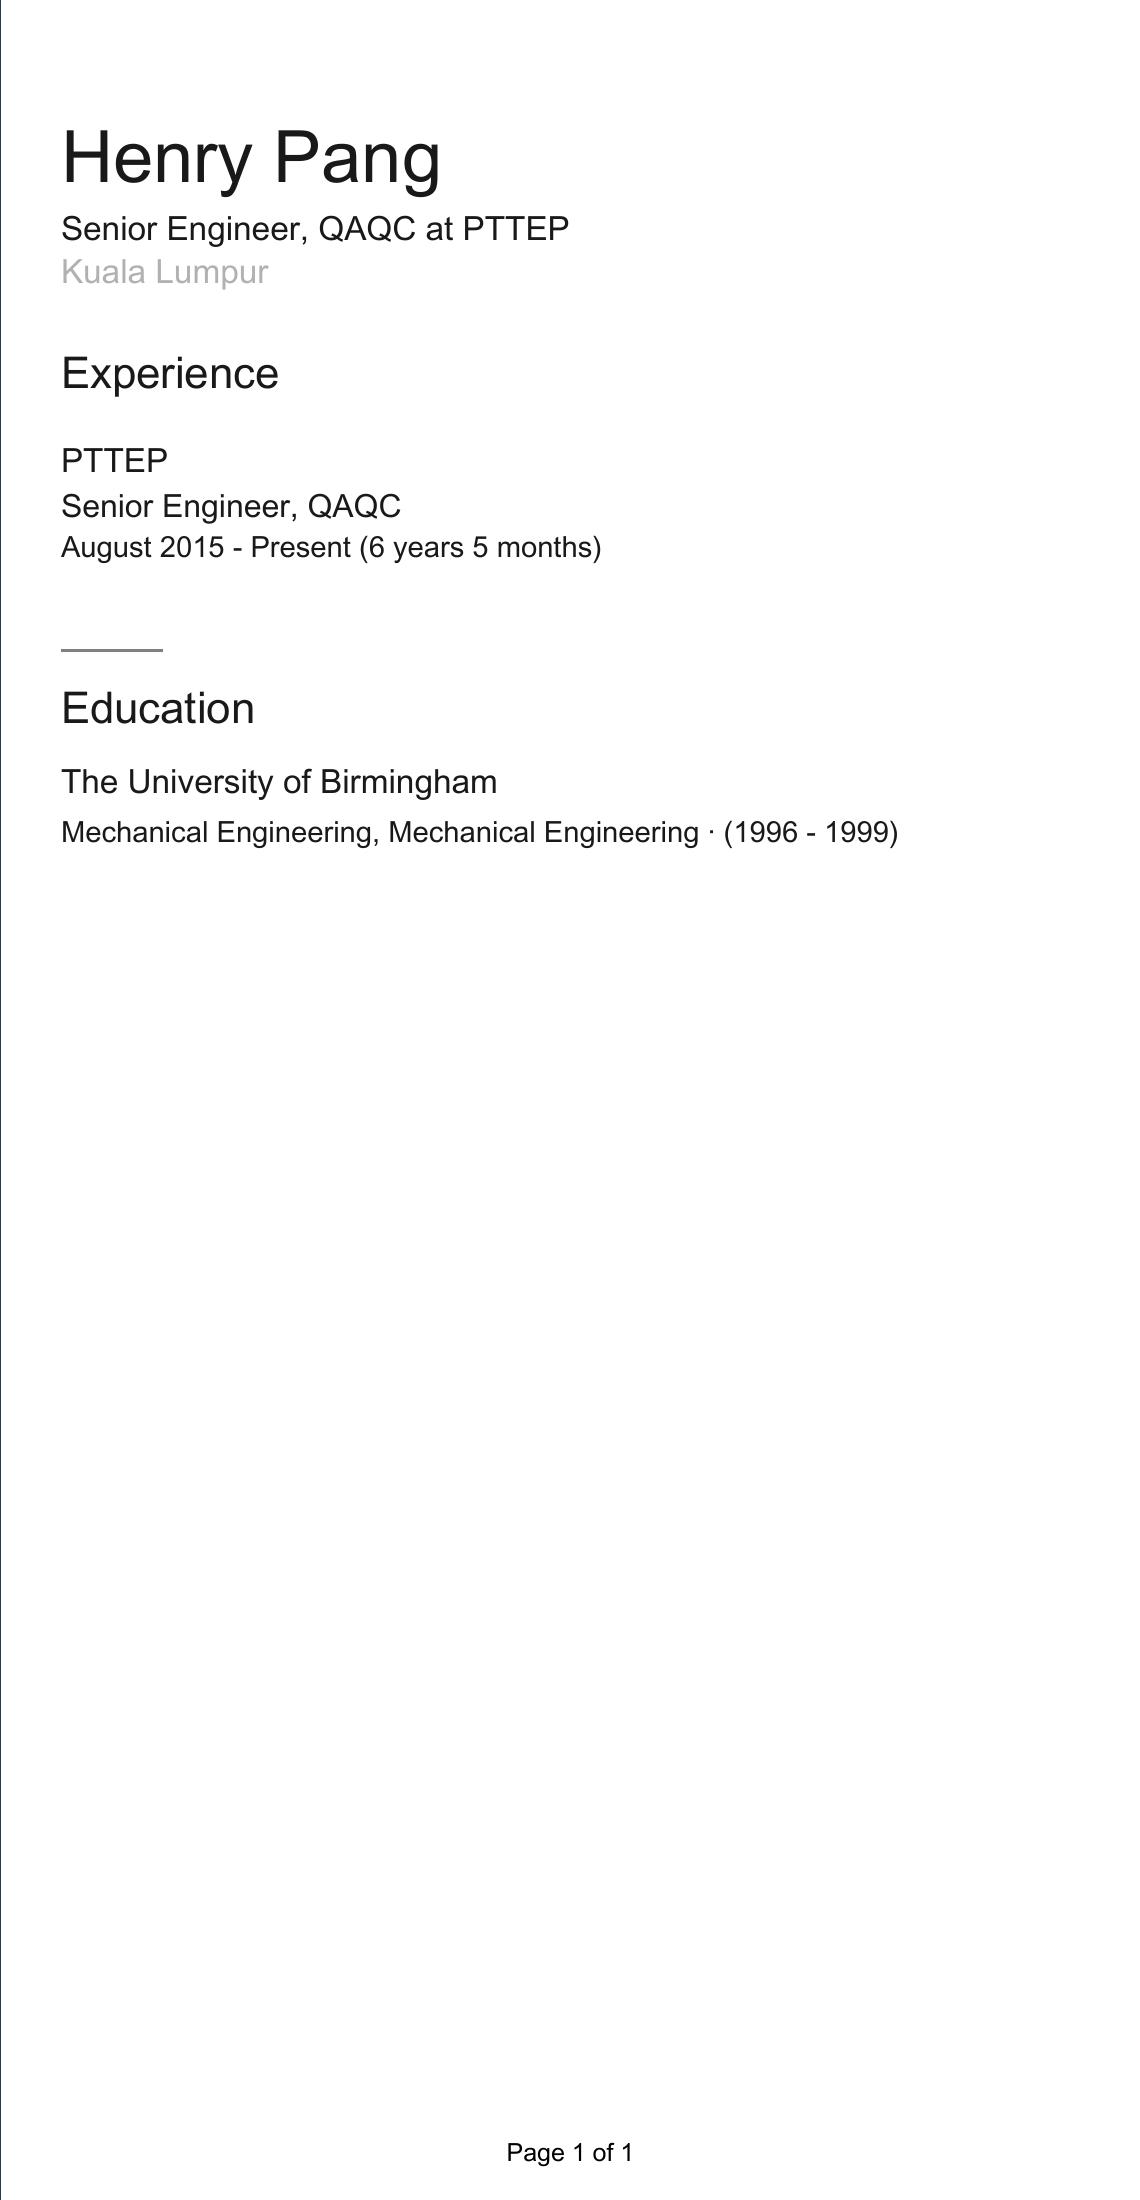 Henry Pang
Senior Engineer, QAQC at PTTEP
Kuala Lumpur
Experience
PTTEP
Senior Engineer, QAQC
August 2015 - Present (6 years 5 months)
Education
The University of Birmingham
Mechanical Engineering, Mechanical Engineering · (1996 - 1999)
Page 1 of 1